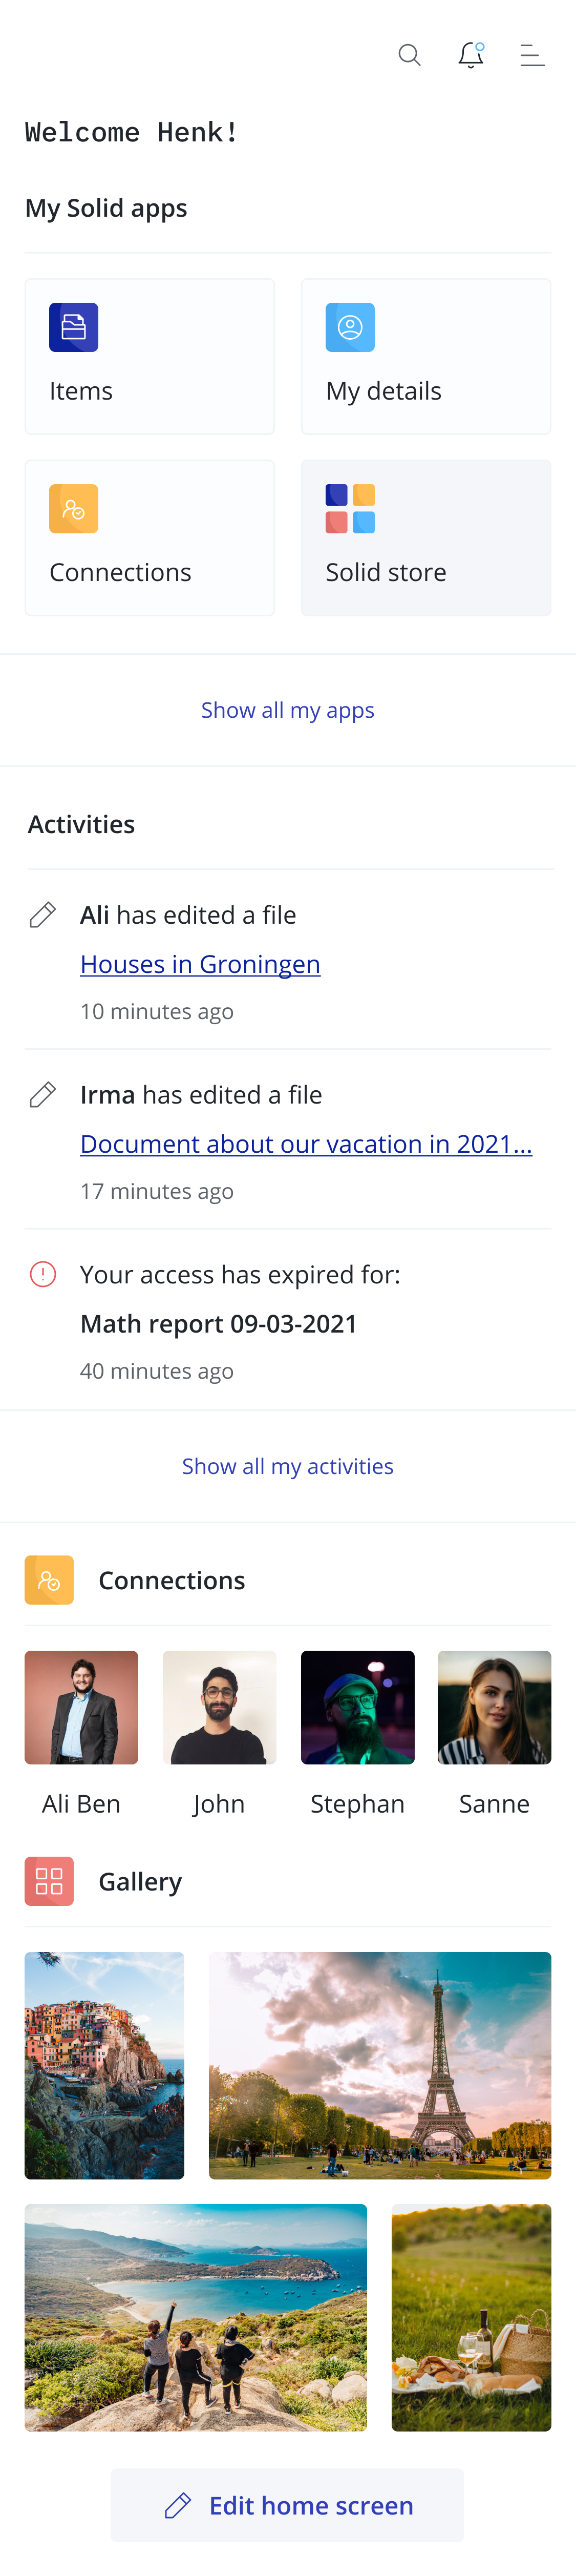 Welcome Henk!
My Solid apps
Items
My details
Connections
Solid store
Show all my apps
Activities
Ali has edited a file
Houses in Groningen
10 minutes ago
Irma has edited a file
Document about our vacation in 2021...
17 minutes ago
Your access has expired for:
Math report 09-03-2021
40 minutes ago
Show all my activities
Connections
Ali Ben
John
Stephan
Sanne
Gallery
Edit home screen